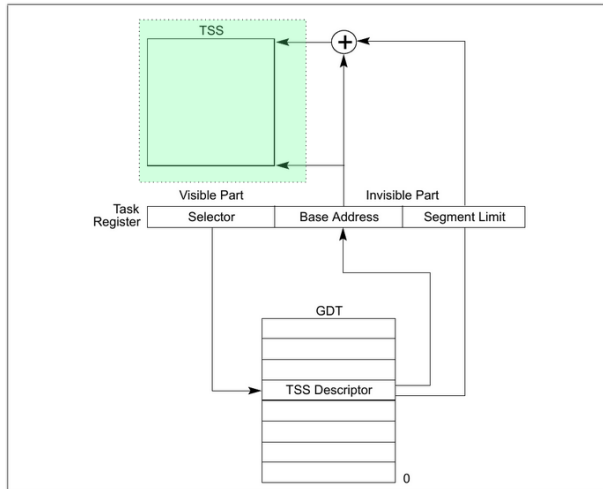 TSS
+
Visible Part
Invisible Part
Task
Register
Selector
Base Address
Segment Limit
GDT
TSS Descriptor
0